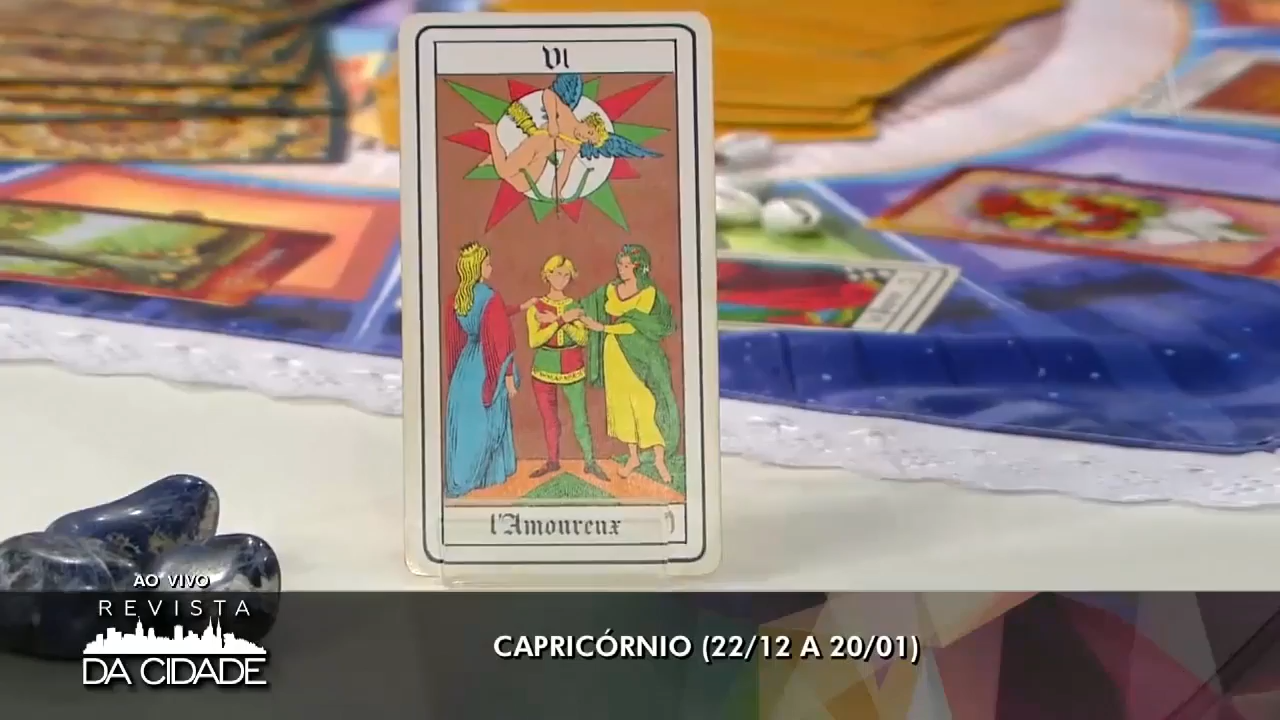 VI
l'Amoureux
AO VIVO
REVISTA
DA CIDADE
CAPRICÓRNIO (22/12 A 20/01)